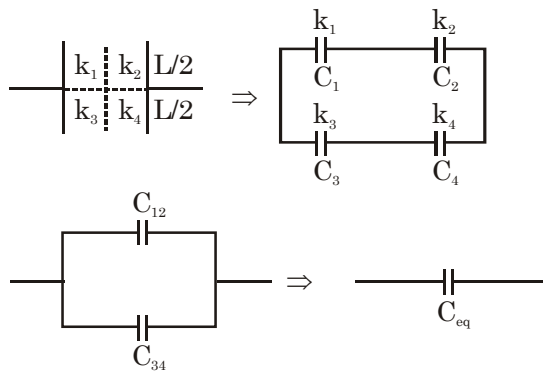 k₁ k₂
k₁ k₂ L/2
C₁ C₂
⇒
k₃ k₄ L/2
k₃ k₄
C₃ C₄
C₁₂
⇒
C₃₄
C_eq